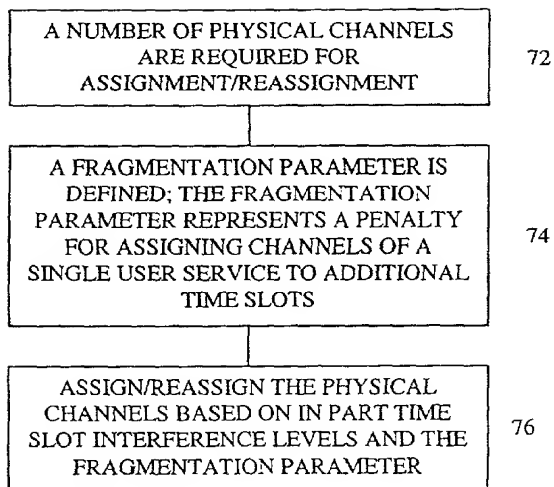 A NUMBER OF PHYSICAL CHANNELS
ARE REQUIRED FOR
ASSIGNMENT/REASSIGNMENT
72
A FRAGMENTATION PARAMETER IS
DEFINED; THE FRAGMENTATION
PARAMETER REPRESENTS A PENALTY
FOR ASSIGNING CHANNELS OF A
SINGLE USER SERVICE TO ADDITIONAL
TIME SLOTS
74
ASSIGN/REASSIGN THE PHYSICAL
CHANNELS BASED ON IN PART TIME
SLOT INTERFERENCE LEVELS AND THE
FRAGMENTATION PARAMETER
76